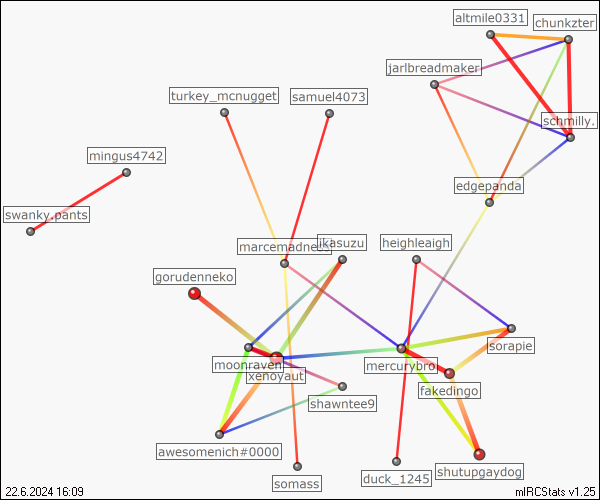 altmile0331
chunkzter
jarlbreadmaker
turkey_mcnugget
samuel4073
schmilly.
mingus4742
edgepanda
swanky.pants
marcemadness
ikasuzu
heighleaigh
gorudenneko
moonraven
xenoyaut
mercurybro
sorapie
fakedingo
shawntee9
awesomenich#0000
somass
duck_1245
shutupgaydog
22.6.2024 16:09
mIRCStats v1.25